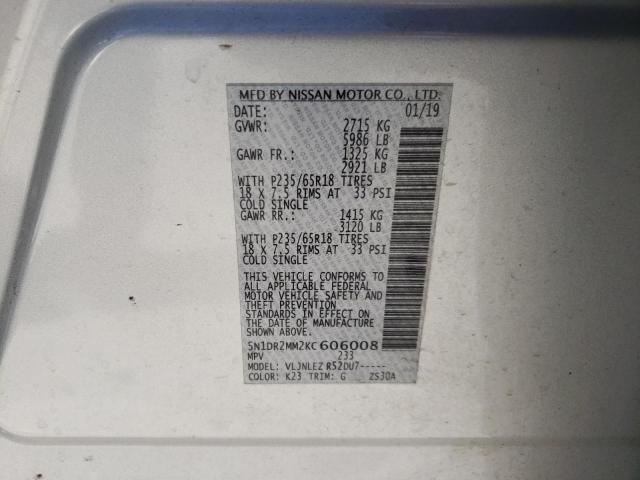 MFD BY NISSAN MOTOR CO., LTD.
DATE: 01/19
GVWR: 2715 KG
5986 LB
GAWR FR.: 1325 KG
2921 LB
WITH P235/65R18 TIRES
18 X 7.5 RIMS AT 33 PSI
COLD SINGLE
GAWR RR.: 1415 KG
3120 LB
WITH P235/65R18 TIRES
18 X 7.5 RIMS AT 33 PSI
COLD SINGLE
THIS VEHICLE CONFORMS TO
ALL APPLICABLE FEDERAL
MOTOR VEHICLE SAFETY AND
THEFT PREVENTION
STANDARDS IN EFFECT ON
THE DATE OF MANUFACTURE
SHOWN ABOVE.
5N1DR2MM2KC606008
MPV 233
MODEL: VLJNLEZ R52DU7-----
COLOR: K23 TRIM: G ZS30A